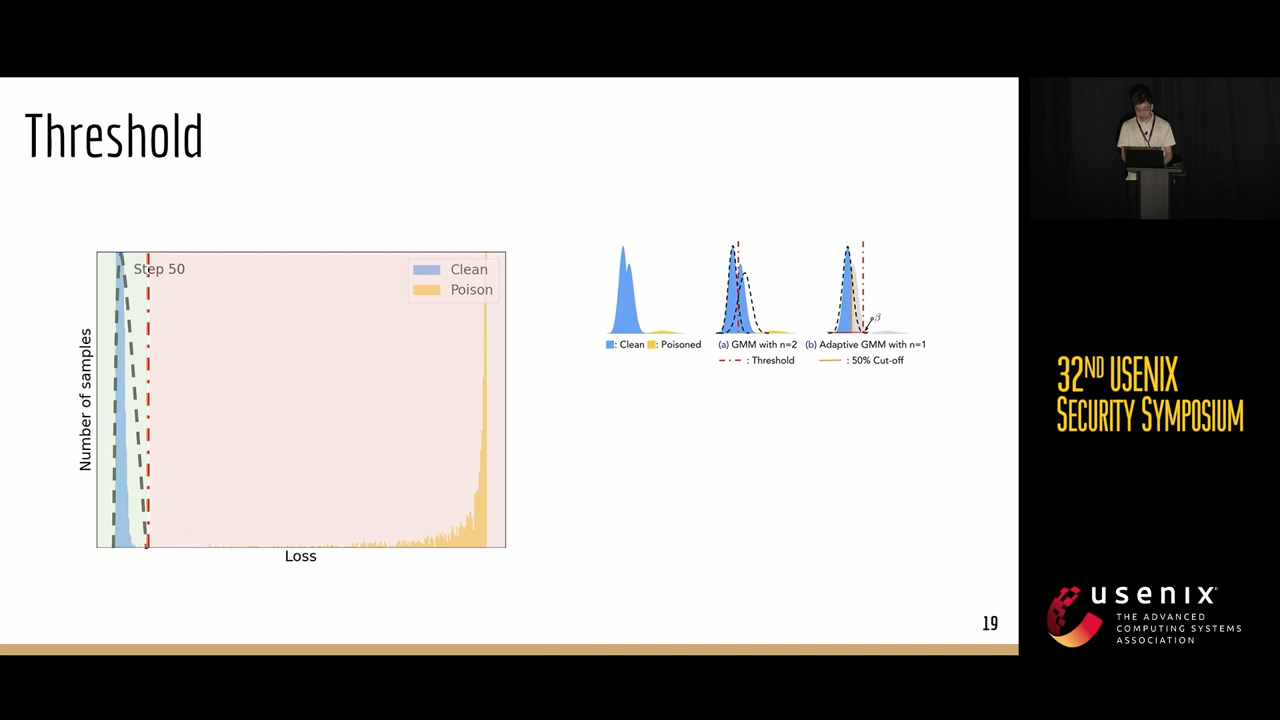 Threshold
Step 50
Clean
Poison
Number of samples
Loss
: Clean : Poisoned
(a) GMM with n=2
(b) Adaptive GMM with n=1
β
: Threshold
: 50% Cut-off
19
32ND USENIX
SECURITY SYMPOSIUM
usenix
THE ADVANCED
COMPUTING SYSTEMS
ASSOCIATION